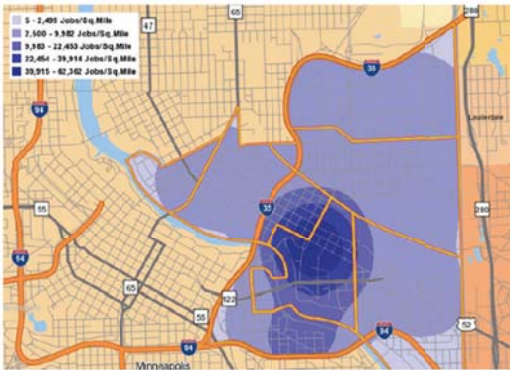 5 - 2,499 Jobs/Sq.Mile
2,500 - 9,982 Jobs/Sq.Mile
9,983 - 22,453 Jobs/Sq.Mile
22,454 - 39,914 Jobs/Sq.Mile
39,915 - 62,362 Jobs/Sq.Mile
65
47
280
35
94
Lauderdale
55
35
280
94
65
122
55
52
94
94
Minneapolis